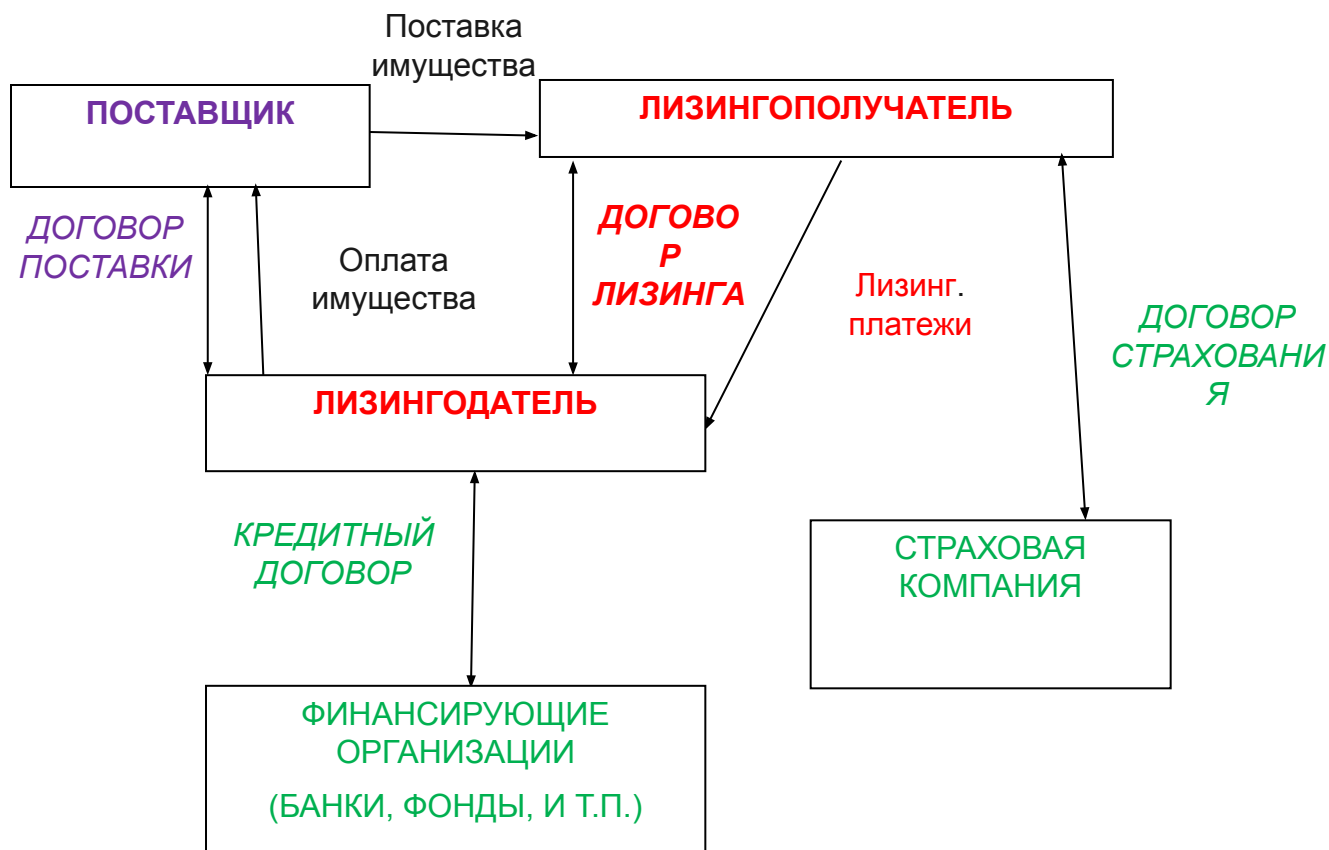 Поставка
имущества
ПОСТАВЩИК
ЛИЗИНГОПОЛУЧАТЕЛЬ
ДОГОВОР
ПОСТАВКИ
Оплата
имущества
ДОГОВО
Р
ЛИЗИНГА
Лизинг.
платежи
ДОГОВОР
СТРАХОВАНИ
Я
ЛИЗИНГОДАТЕЛЬ
КРЕДИТНЫЙ
ДОГОВОР
СТРАХОВАЯ
КОМПАНИЯ
ФИНАНСИРУЮЩИЕ
ОРГАНИЗАЦИИ
(БАНКИ, ФОНДЫ, И Т.П.)